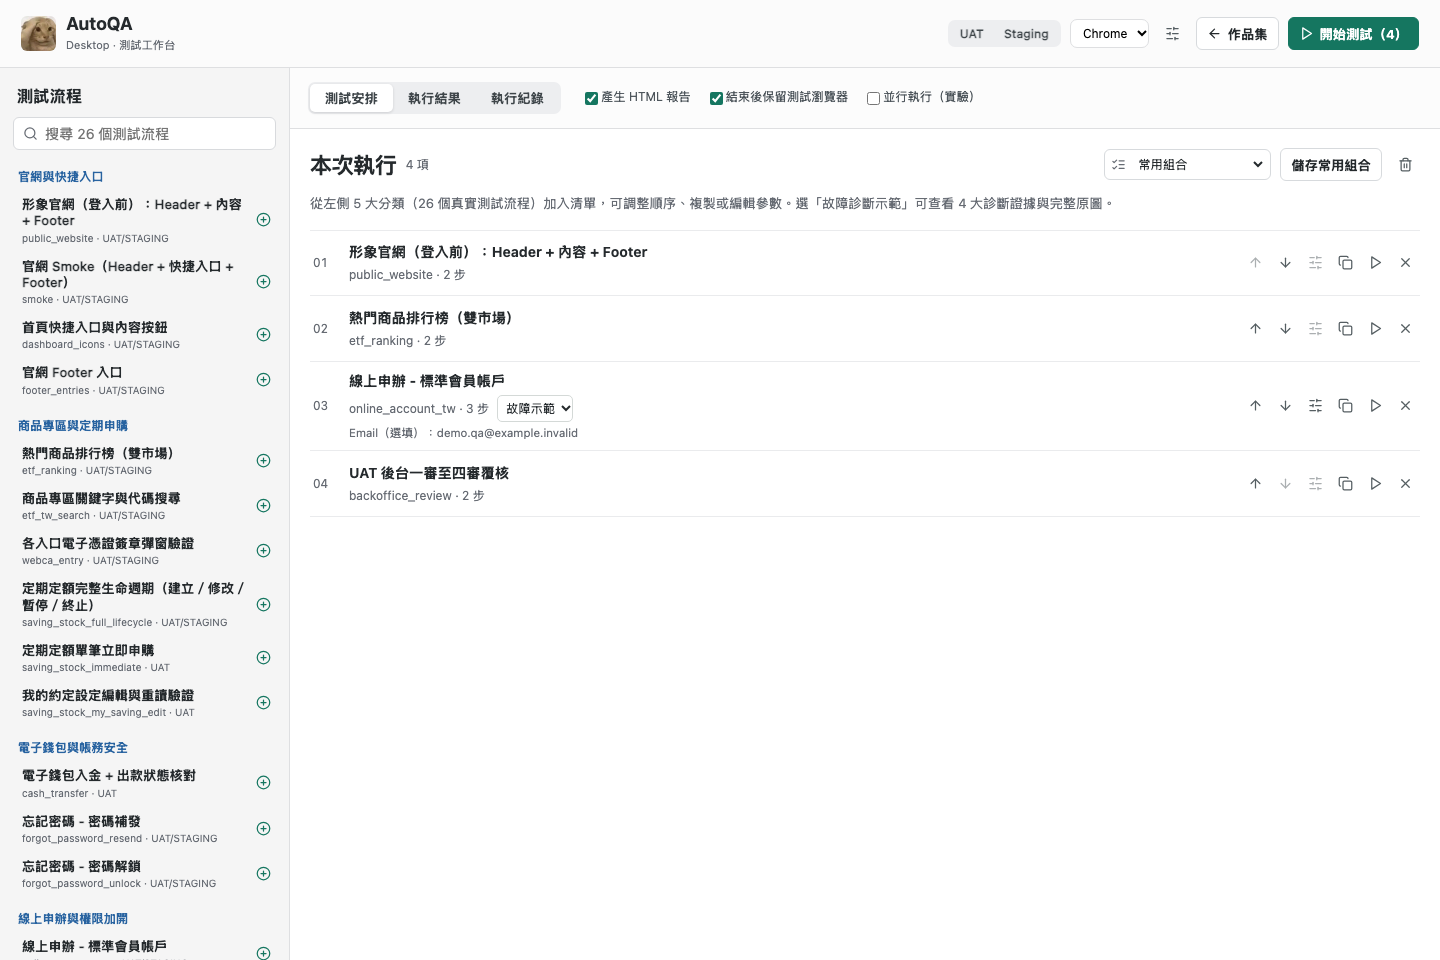 AutoQA
Desktop · 測試工作台
UAT
Staging
Chrome
作品集
開始測試（4）
測試流程
搜尋 26 個測試流程
官網與快捷入口
形象官網（登入前）：Header + 內容
+ Footer
public_website · UAT/STAGING
官網 Smoke（Header + 快捷入口 +
Footer）
smoke · UAT/STAGING
首頁快捷入口與內容按鈕
dashboard_icons · UAT/STAGING
官網 Footer 入口
footer_entries · UAT/STAGING
商品專區與定期申購
熱門商品排行榜（雙市場）
etf_ranking · UAT/STAGING
商品專區關鍵字與代碼搜尋
etf_tw_search · UAT/STAGING
各入口電子憑證簽章彈窗驗證
webca_entry · UAT/STAGING
定期定額完整生命週期（建立 / 修改 /
暫停 / 終止）
saving_stock_full_lifecycle · UAT/STAGING
定期定額單筆立即申購
saving_stock_immediate · UAT
我的約定設定編輯與重讀驗證
saving_stock_my_saving_edit · UAT
電子錢包與帳務安全
電子錢包入金 + 出款狀態核對
cash_transfer · UAT
忘記密碼 - 密碼補發
forgot_password_resend · UAT/STAGING
忘記密碼 - 密碼解鎖
forgot_password_unlock · UAT/STAGING
線上申辦與權限加開
線上申辦 - 標準會員帳戶
測試安排
執行結果
執行紀錄
產生 HTML 報告
結束後保留測試瀏覽器
並行執行（實驗）
本次執行 4 項
常用組合
儲存常用組合
從左側 5 大分類（26 個真實測試流程）加入清單，可調整順序、複製或編輯參數。選「故障診斷示範」可查看 4 大診斷證據與完整原圖。
01
形象官網（登入前）：Header + 內容 + Footer
public_website · 2 步
02
熱門商品排行榜（雙市場）
etf_ranking · 2 步
03
線上申辦 - 標準會員帳戶
online_account_tw · 3 步 故障示範
Email（選填）：demo.qa@example.invalid
04
UAT 後台一審至四審覆核
backoffice_review · 2 步